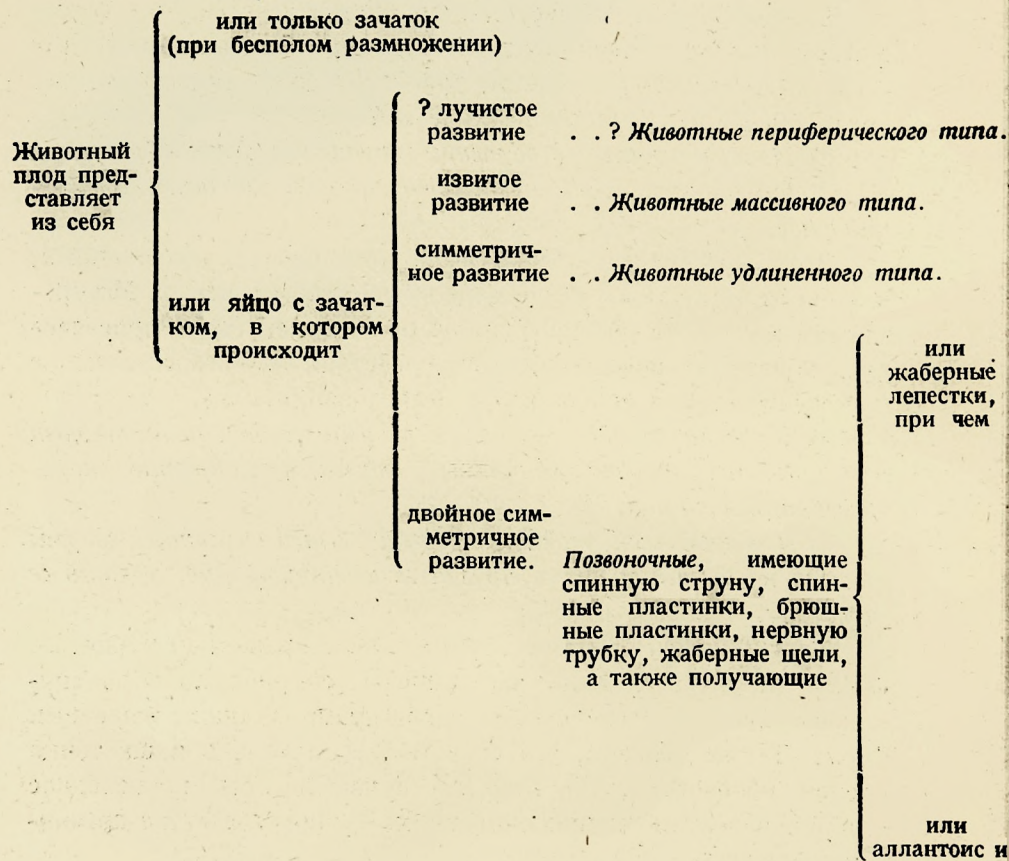 или только зачаток
(при бесполом размножении)
Животный
плод пред-
ставляет
из себя
или яйцо с зачат-
ком, в котором
происходит
? лучистое
развитие . . ? Животные периферического типа.
извитое
развитие . . Животные массивного типа.
симметрич-
ное развитие . . Животные удлиненного типа.
двойное сим-
метричное
развитие.
Позвоночные, имеющие
спинную струну, спин-
ные пластинки, брюш-
ные пластинки, нервную
трубку, жаберные щели,
а также получающие
или
жаберные
лепестки,
при чем
или
аллантоис и